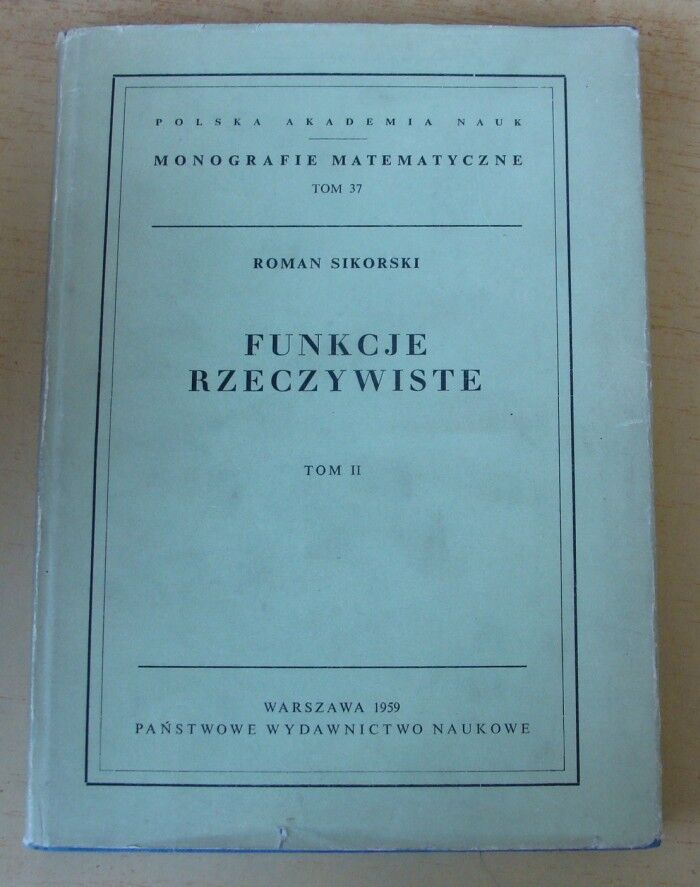 POLSKA AKADEMIA NAUK
MONOGRAFIE MATEMATYCZNE
TOM 37
ROMAN SIKORSKI
FUNKCJE
RZECZYWISTE
TOM II
WARSZAWA 1959
PAŃSTWOWE WYDAWNICTWO NAUKOWE